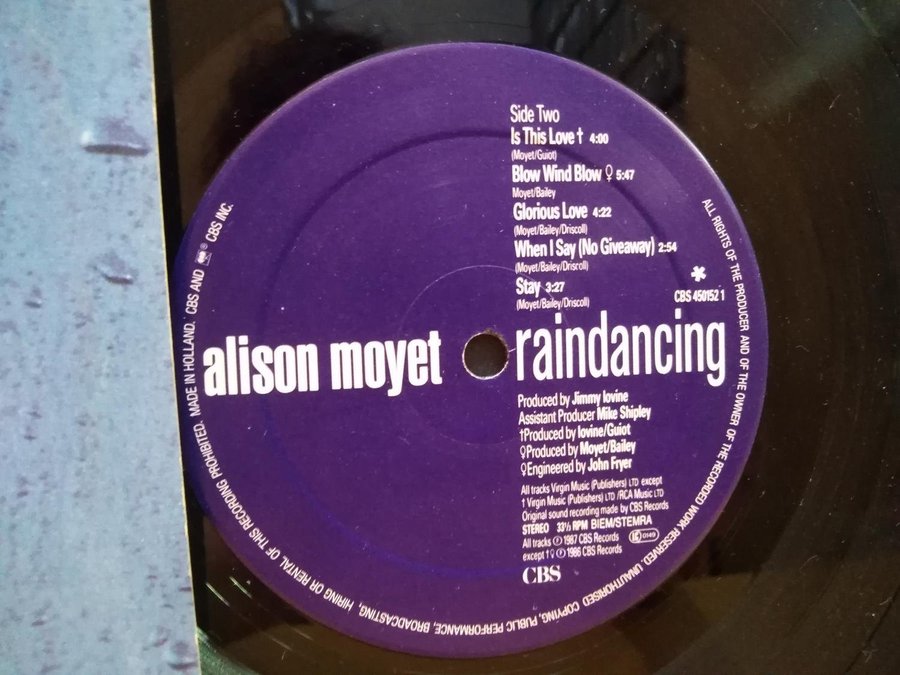 Side Two
Is This Love † 4:00
(Moyet/Guiot)
Blow Wind Blow ♀ 5:47
Moyet/Bailey
Glorious Love 4:22
(Moyet/Bailey/Driscoll)
When I Say (No Giveaway) 2:54
(Moyet/Bailey/Driscoll)
Stay 3:27
(Moyet/Bailey/Driscoll)
*
CBS 450152 1
alison moyet
raindancing
Produced by Jimmy Iovine
Assistant Producer Mike Shipley
†Produced by Iovine/Guiot
♀Produced by Moyet/Bailey
♀Engineered by John Fryer
All tracks Virgin Music (Publishers) LTD except
† Virgin Music (Publishers) LTD /RCA Music LTD
Original sound recording made by CBS Records
STEREO 33⅓ RPM BIEM/STEMRA
All tracks ℗ 1987 CBS Records LC 0149
except † ♀ ℗ 1986 CBS Records
CBS
ALL RIGHTS OF THE PRODUCER AND OF THE OWNER OF THE RECORDED WORK RESERVED. UNAUTHORISED COPYING, PUBLIC PERFORMANCE, BROADCASTING, HIRING OR RENTAL OF THIS RECORDING PROHIBITED. MADE IN HOLLAND. CBS AND ® CBS INC.